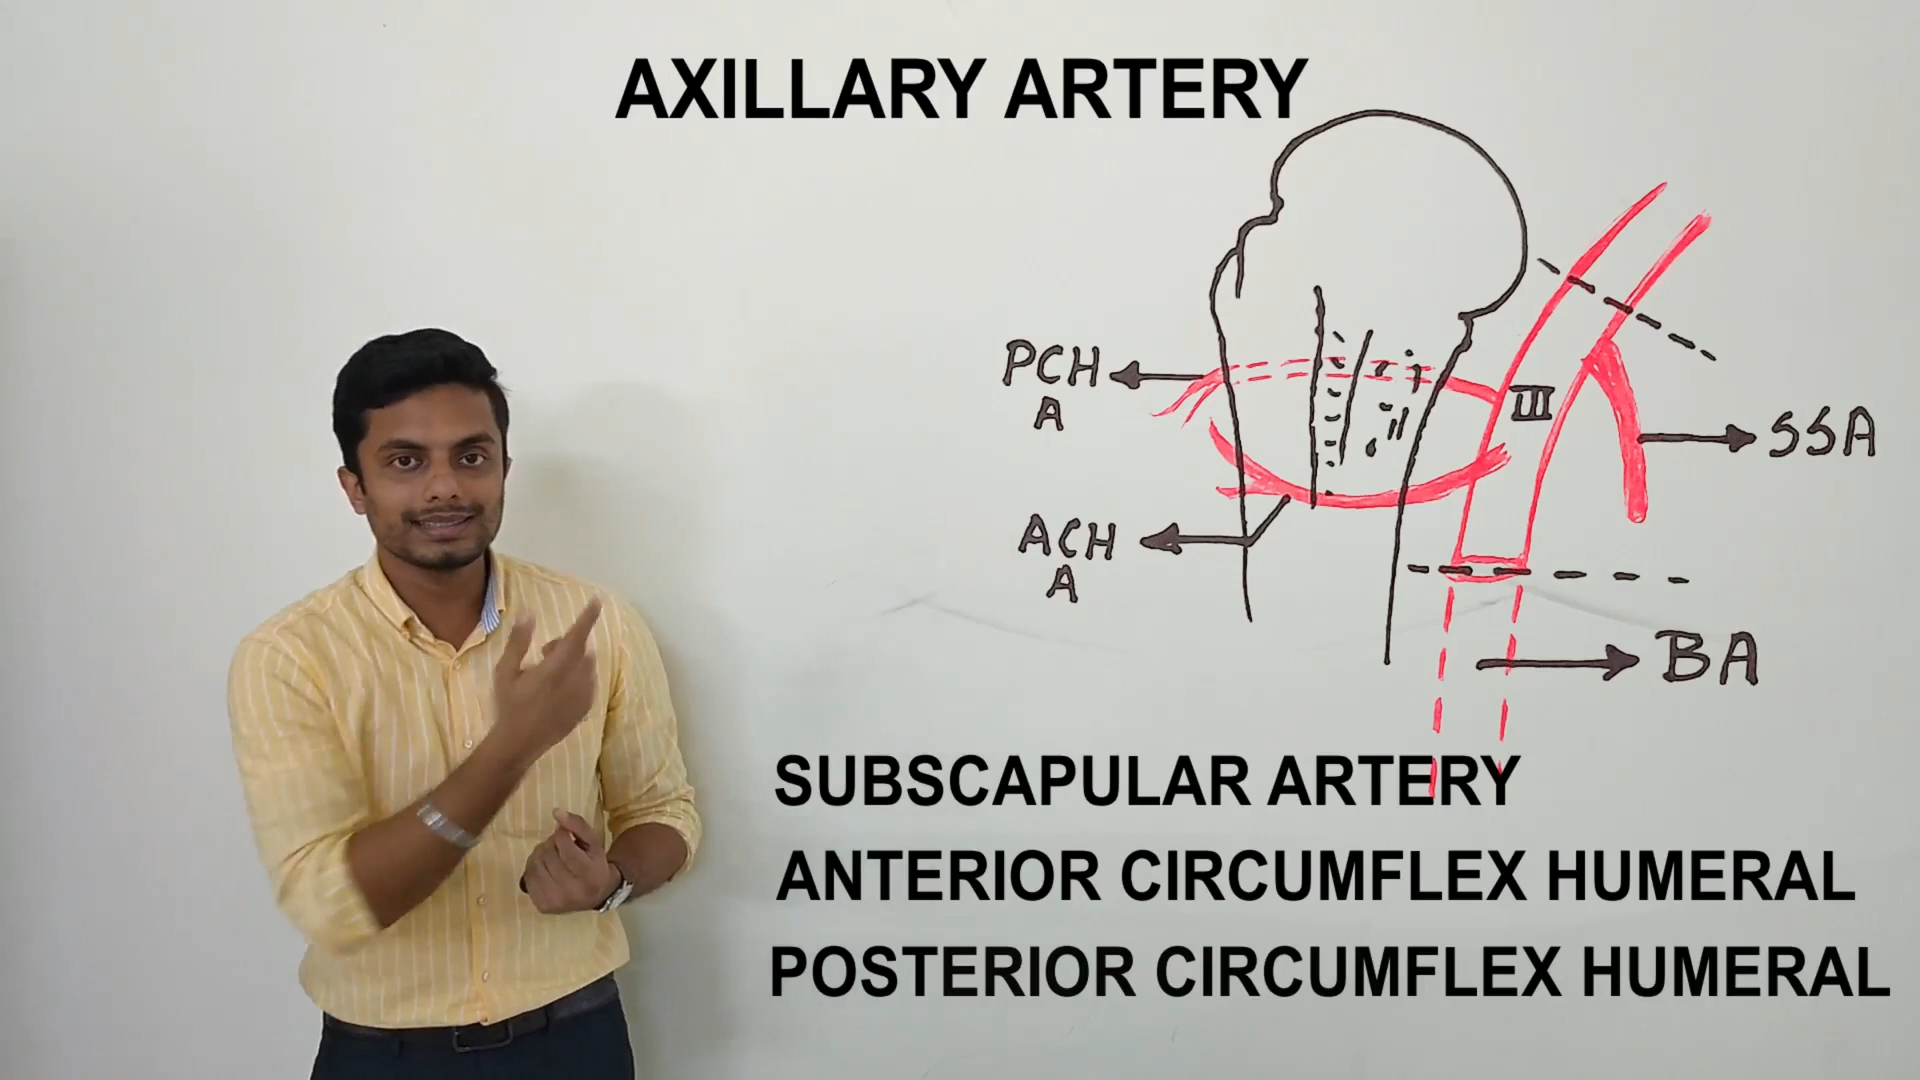 AXILLARY ARTERY
PCH
A
III
SSA
ACH
A
BA
SUBSCAPULAR ARTERY
ANTERIOR CIRCUMFLEX HUMERAL
POSTERIOR CIRCUMFLEX HUMERAL